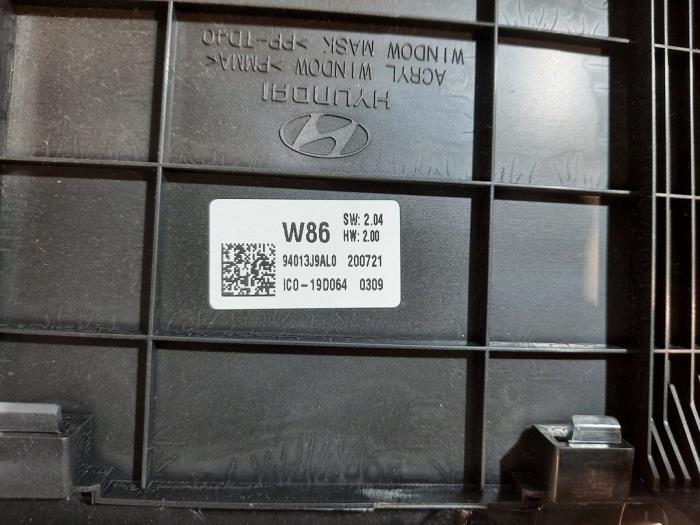 ACRYL WINDOW >PMMA<
WINDOW MASK >PP-TD40
HYUNDAI
W86
SW: 2.04
HW: 2.00
94013J9AL0 200721
IC0-19D064 0309